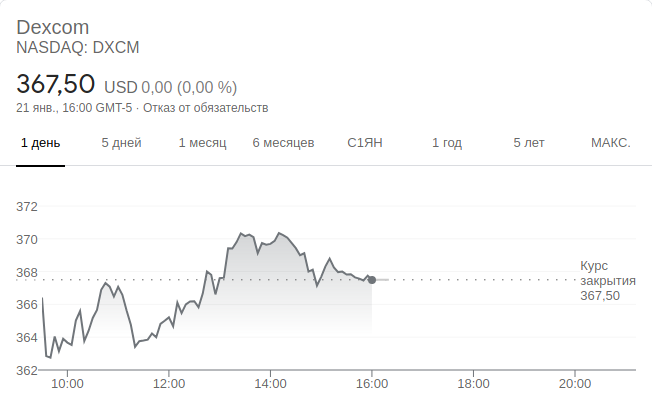 Dexcom
NASDAQ: DXCM
367,50 USD 0,00 (0,00 %)
21 янв., 16:00 GMT-5 · Отказ от обязательств
1 день 5 дней 1 месяц 6 месяцев С1ЯН 1 год 5 лет МАКС.
372
370
368
366
364
362
Курс
закрытия
367,50
10:00 12:00 14:00 16:00 18:00 20:00